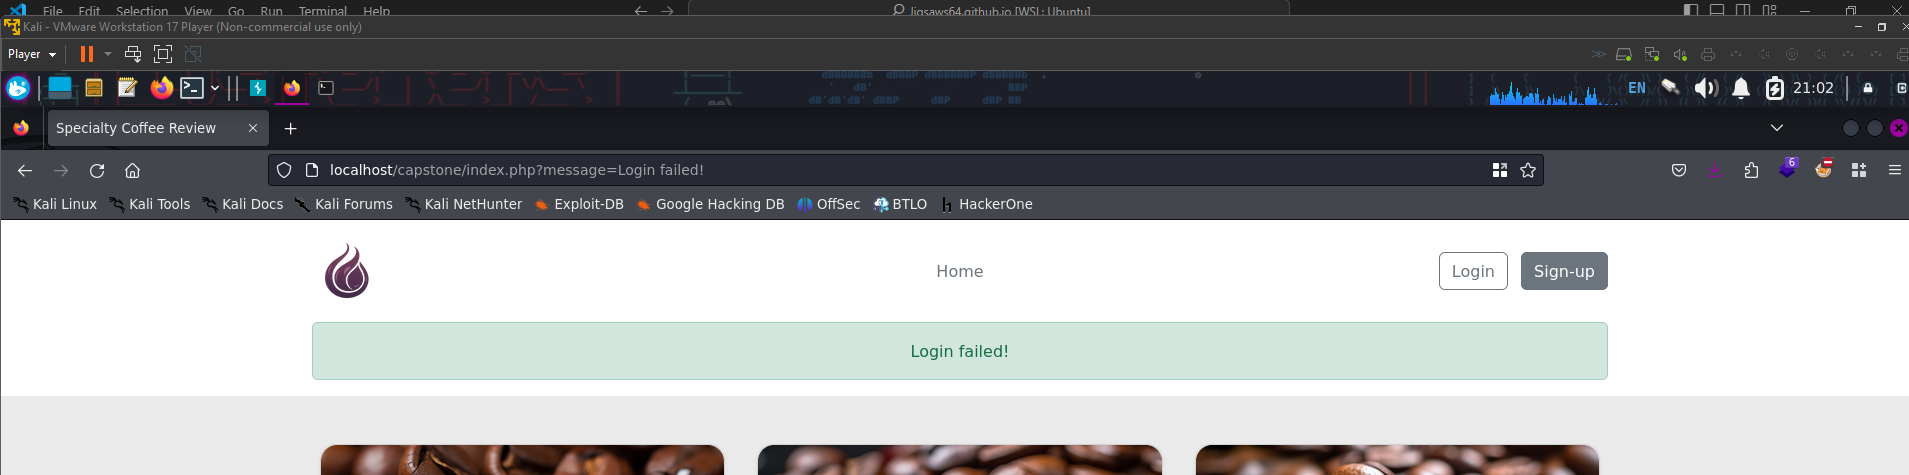 File Edit Selection View Go Run Terminal Help jigsaws64.github.io [WSL: Ubuntu]
Kali - VMware Workstation 17 Player (Non-commercial use only)
Player
EN 21:02
Specialty Coffee Review
localhost/capstone/index.php?message=Login failed!
6
Kali Linux Kali Tools Kali Docs Kali Forums Kali NetHunter Exploit-DB Google Hacking DB OffSec BTLO HackerOne
Home Login Sign-up
Login failed!